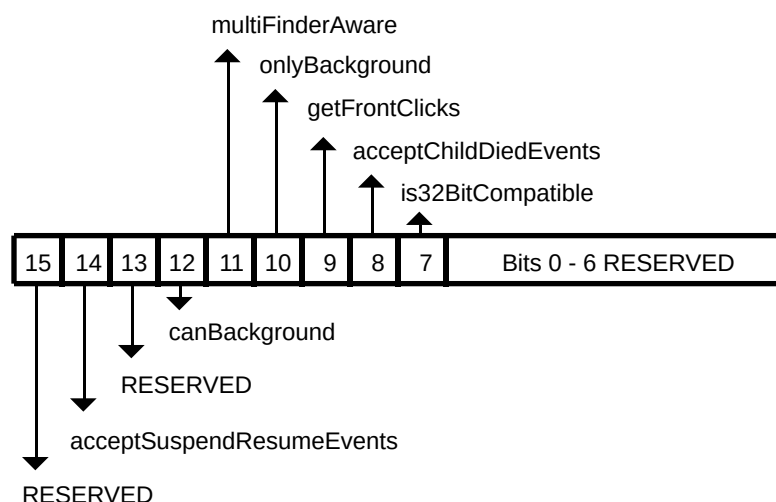 multiFinderAware
onlyBackground
getFrontClicks
acceptChildDiedEvents
is32BitCompatible
15 14 13 12 11 10 9 8 7 Bits 0 - 6 RESERVED
canBackground
RESERVED
acceptSuspendResumeEvents
RESERVED